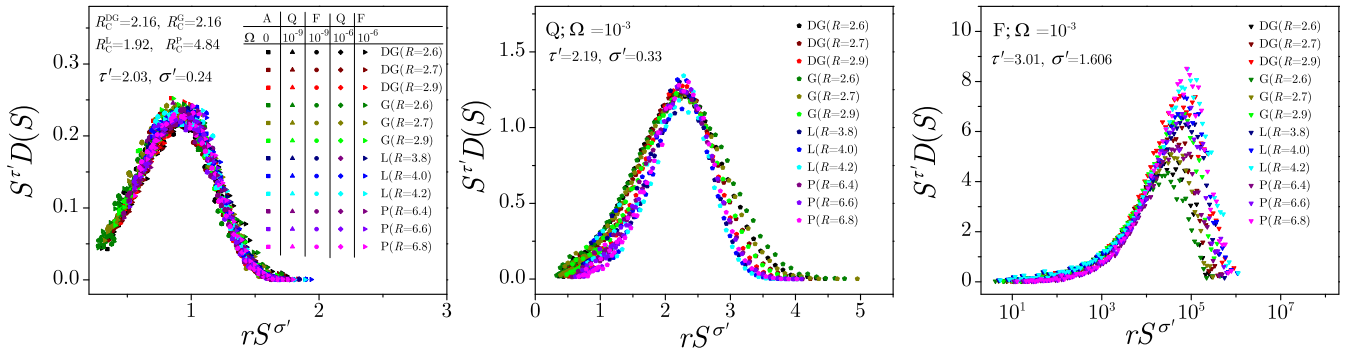 R_C^DG=2.16, R_C^G=2.16
R_C^L=1.92, R_C^P=4.84
τ'=2.03, σ'=0.24
A Q F Q F
Ω 0 10^-9 10^-9 10^-6 10^-6
DG(R=2.6)
DG(R=2.7)
DG(R=2.9)
G(R=2.6)
G(R=2.7)
G(R=2.9)
L(R=3.8)
L(R=4.0)
L(R=4.2)
P(R=6.4)
P(R=6.6)
P(R=6.8)
S^τ' D(S)
0.3
0.2
0.1
0.0
1 2 3
rS^σ'
Q; Ω =10^-3
τ'=2.19, σ'=0.33
DG(R=2.6)
DG(R=2.7)
DG(R=2.9)
G(R=2.6)
G(R=2.7)
G(R=2.9)
L(R=3.8)
L(R=4.0)
L(R=4.2)
P(R=6.4)
P(R=6.6)
P(R=6.8)
S^τ' D(S)
1.5
1.0
0.5
0.0
0 1 2 3 4 5
rS^σ'
F; Ω =10^-3
τ'=3.01, σ'=1.606
DG(R=2.6)
DG(R=2.7)
DG(R=2.9)
G(R=2.6)
G(R=2.7)
G(R=2.9)
L(R=3.8)
L(R=4.0)
L(R=4.2)
P(R=6.4)
P(R=6.6)
P(R=6.8)
S^τ' D(S)
10
8
6
4
2
0
10^1 10^3 10^5 10^7
rS^σ'